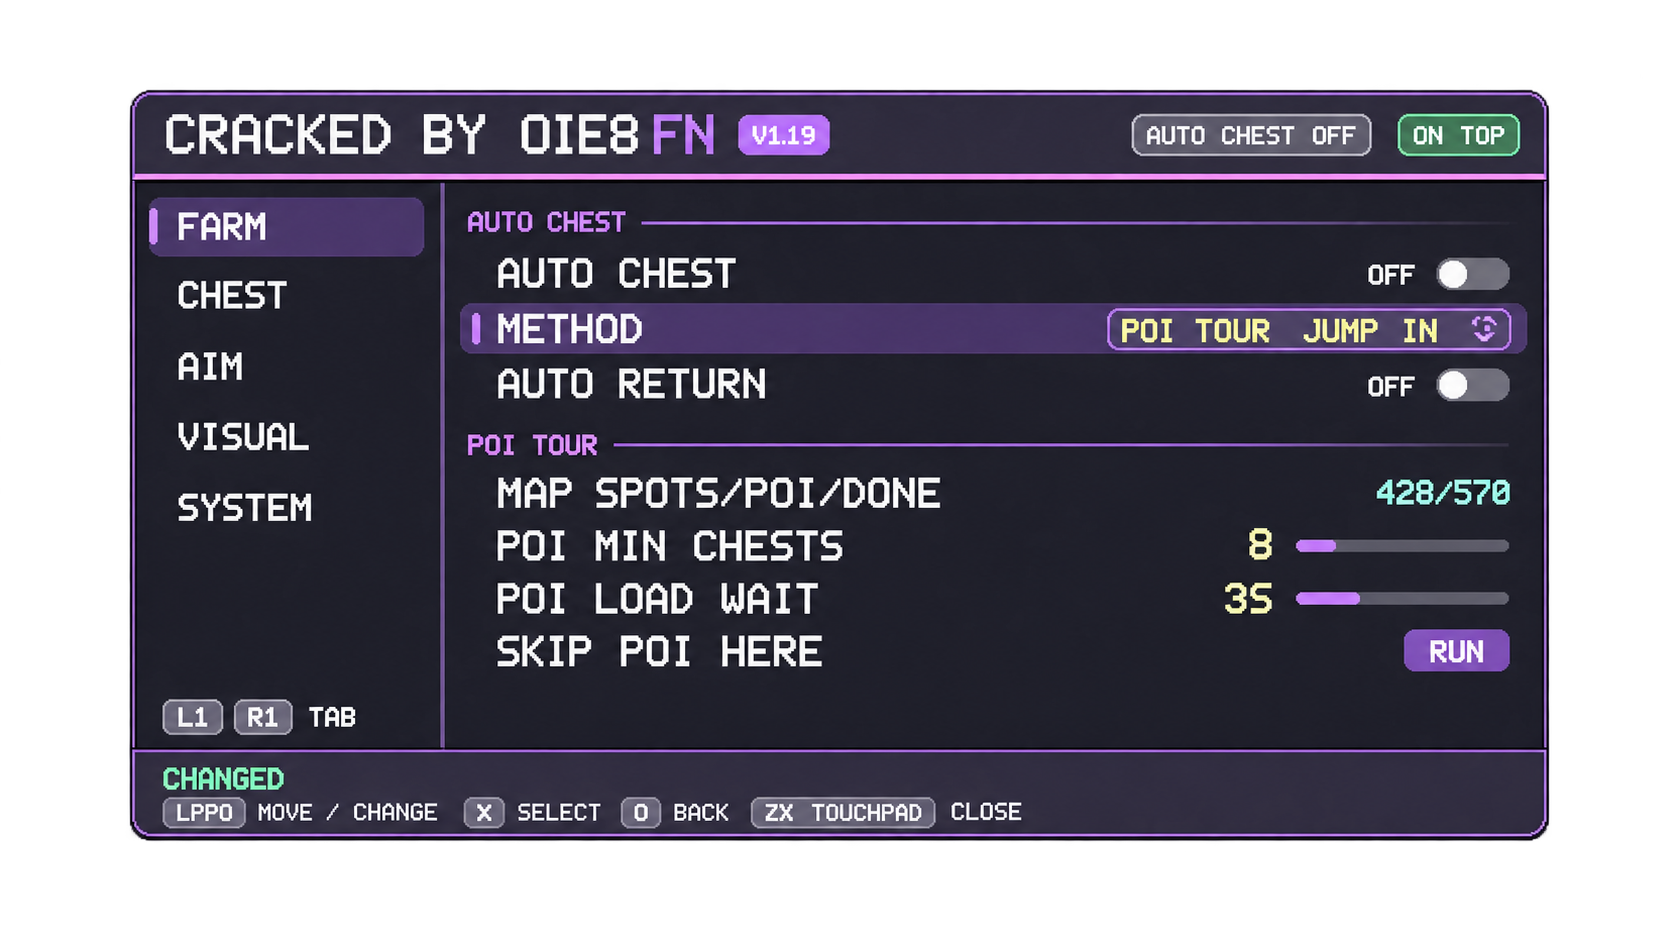 CRACKED BY OIE8 FN V1.19 AUTO CHEST OFF ON TOP
FARM
CHEST
AIM
VISUAL
SYSTEM
L1 R1 TAB
AUTO CHEST
AUTO CHEST OFF
METHOD POI TOUR JUMP IN
AUTO RETURN OFF
POI TOUR
MAP SPOTS/POI/DONE 428/570
POI MIN CHESTS 8
POI LOAD WAIT 3S
SKIP POI HERE RUN
CHANGED
LPPO MOVE / CHANGE X SELECT O BACK ZX TOUCHPAD CLOSE